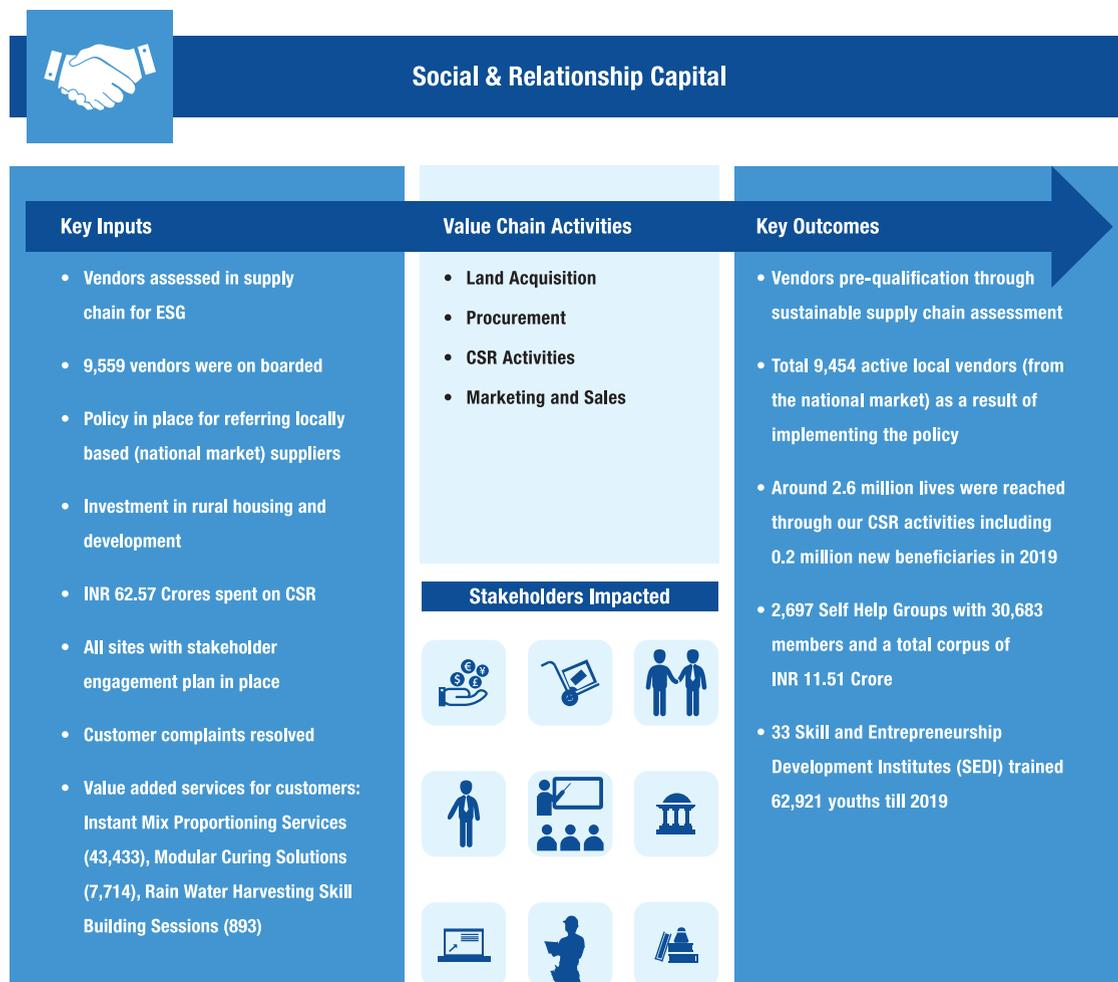 Social & Relationship Capital
Key Inputs
• Vendors assessed in supply
chain for ESG
• 9,559 vendors were on boarded
• Policy in place for referring locally
based (national market) suppliers
• Investment in rural housing and
development
• INR 62.57 Crores spent on CSR
• All sites with stakeholder
engagement plan in place
• Customer complaints resolved
• Value added services for customers:
Instant Mix Proportioning Services
(43,433), Modular Curing Solutions
(7,714), Rain Water Harvesting Skill
Building Sessions (893)
Value Chain Activities
• Land Acquisition
• Procurement
• CSR Activities
• Marketing and Sales
Stakeholders Impacted
€ ¥
$ £
Key Outcomes
• Vendors pre-qualification through
sustainable supply chain assessment
• Total 9,454 active local vendors (from
the national market) as a result of
implementing the policy
• Around 2.6 million lives were reached
through our CSR activities including
0.2 million new beneficiaries in 2019
• 2,697 Self Help Groups with 30,683
members and a total corpus of
INR 11.51 Crore
• 33 Skill and Entrepreneurship
Development Institutes (SEDI) trained
62,921 youths till 2019